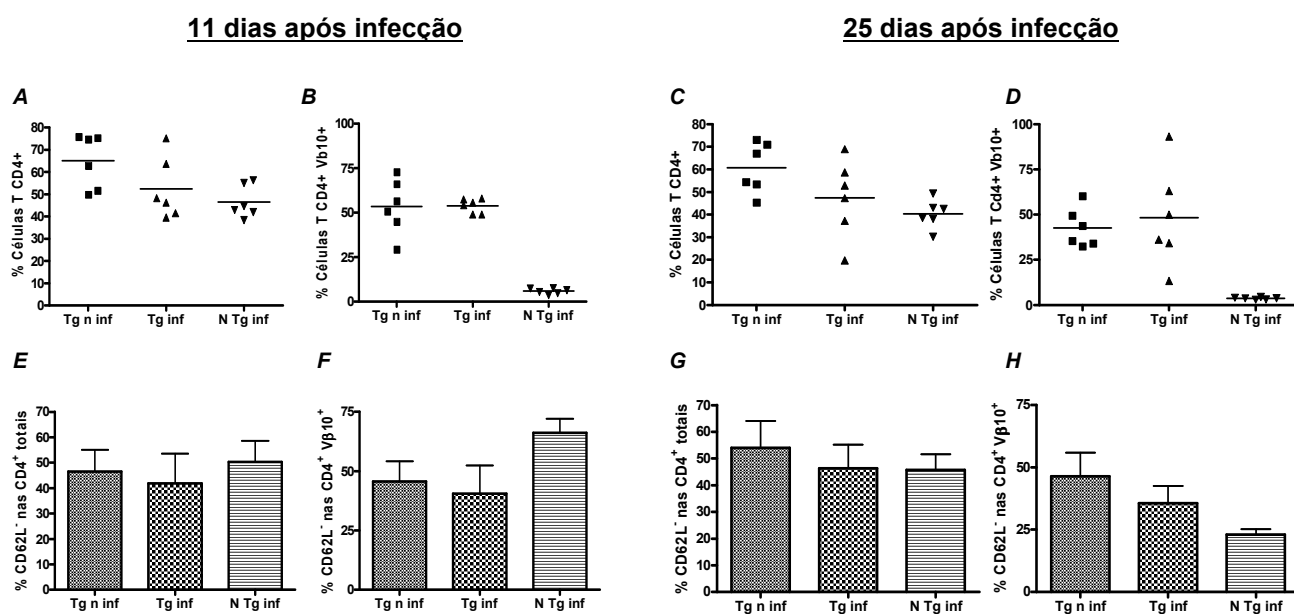 11 dias após infecção
25 dias após infecção
A
% Células T CD4+
80
70
60
50
40
30
20
10
0
Tg n inf Tg inf N Tg inf
B
% Células T CD4+ Vb10+
100
75
50
25
0
Tg n inf Tg inf N Tg inf
C
% Células T CD4+
80
70
60
50
40
30
20
10
0
Tg n inf Tg inf N Tg inf
D
% Células T Cd4+ Vb10+
100
75
50
25
0
Tg n inf Tg inf N Tg inf
E
% CD62L⁻ nas CD4⁺ totais
70
60
50
40
30
20
10
0
Tg n inf Tg inf N Tg inf
F
% CD62L⁻ nas CD4⁺ Vβ10⁺
75
50
25
0
Tg n inf Tg inf N Tg inf
G
% CD62L⁻ nas CD4⁺ totais
70
60
50
40
30
20
10
0
Tg n inf Tg inf N Tg inf
H
% CD62L⁻ nas CD4⁺ Vβ10⁺
75
50
25
0
Tg n inf Tg inf N Tg inf